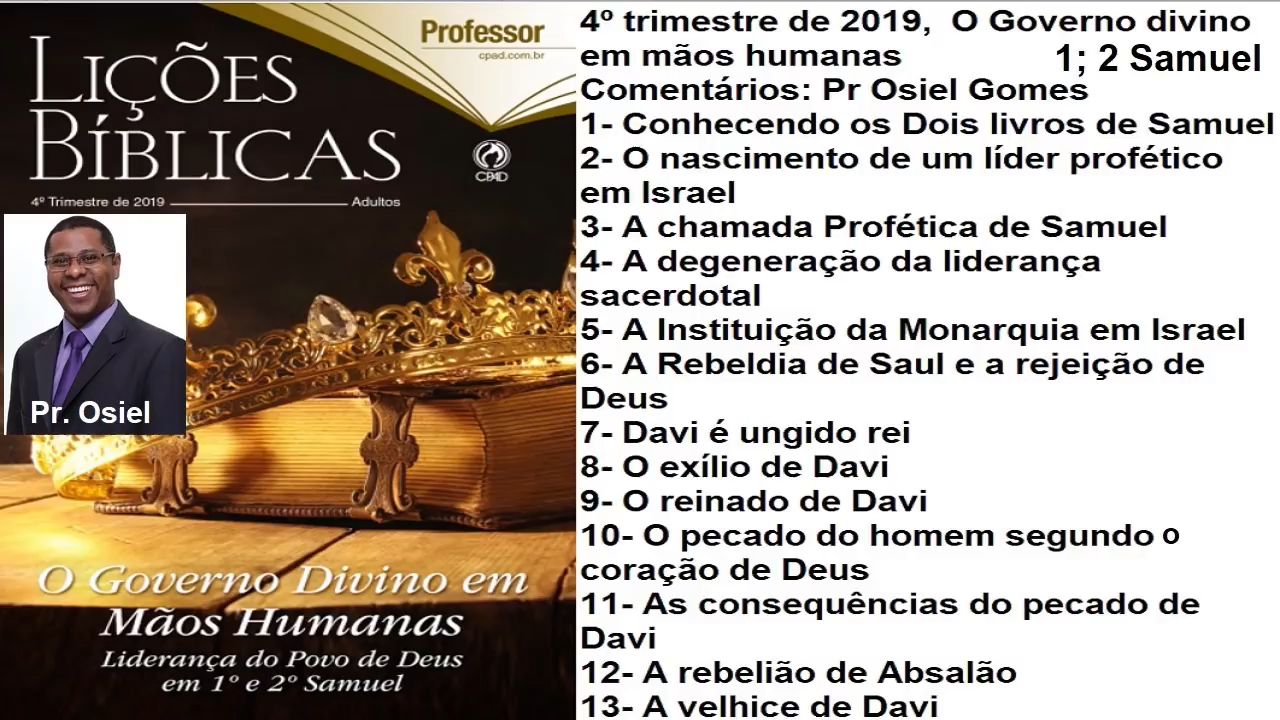 Professor
cpad.com.br
LIÇÕES
BÍBLICAS
CPAD
4º Trimestre de 2019
Adultos
Pr. Osiel
O Governo Divino em
Mãos Humanas
Liderança do Povo de Deus
em 1º e 2º Samuel
4º trimestre de 2019,  O Governo divino
em mãos humanas
1; 2 Samuel
Comentários: Pr Osiel Gomes
1- Conhecendo os Dois livros de Samuel
2- O nascimento de um líder profético
em Israel
3- A chamada Profética de Samuel
4- A degeneração da liderança
sacerdotal
5- A Instituição da Monarquia em Israel
6- A Rebeldia de Saul e a rejeição de
Deus
7- Davi é ungido rei
8- O exílio de Davi
9- O reinado de Davi
10- O pecado do homem segundo o
coração de Deus
11- As consequências do pecado de
Davi
12- A rebelião de Absalão
13- A velhice de Davi